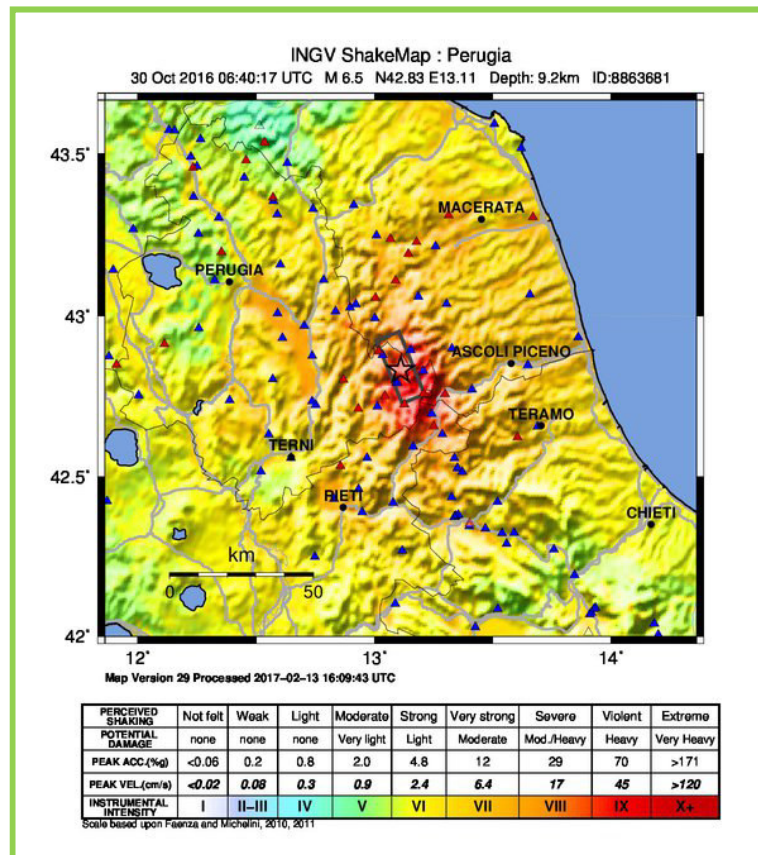 INGV ShakeMap : Perugia
30 Oct 2016 06:40:17 UTC M 6.5 N42.83 E13.11 Depth: 9.2km ID:8863681
43.5˚
MACERATA
PERUGIA
43˚
ASCOLI PICENO
TERAMO
TERNI
42.5˚
RIETI
CHIETI
km
0 50
42˚
12˚ 13˚ 14˚
Map Version 29 Processed 2017-02-13 16:09:43 UTC
PERCEIVED SHAKING Not felt Weak Light Moderate Strong Very strong Severe Violent Extreme
POTENTIAL DAMAGE none none none Very light Light Moderate Mod./Heavy Heavy Very Heavy
PEAK ACC.(%g) <0.06 0.2 0.8 2.0 4.8 12 29 70 >171
PEAK VEL.(cm/s) <0.02 0.08 0.3 0.9 2.4 6.4 17 45 >120
INSTRUMENTAL INTENSITY I II-III IV V VI VII VIII IX X+
Scale based upon Faenza and Michelini, 2010, 2011